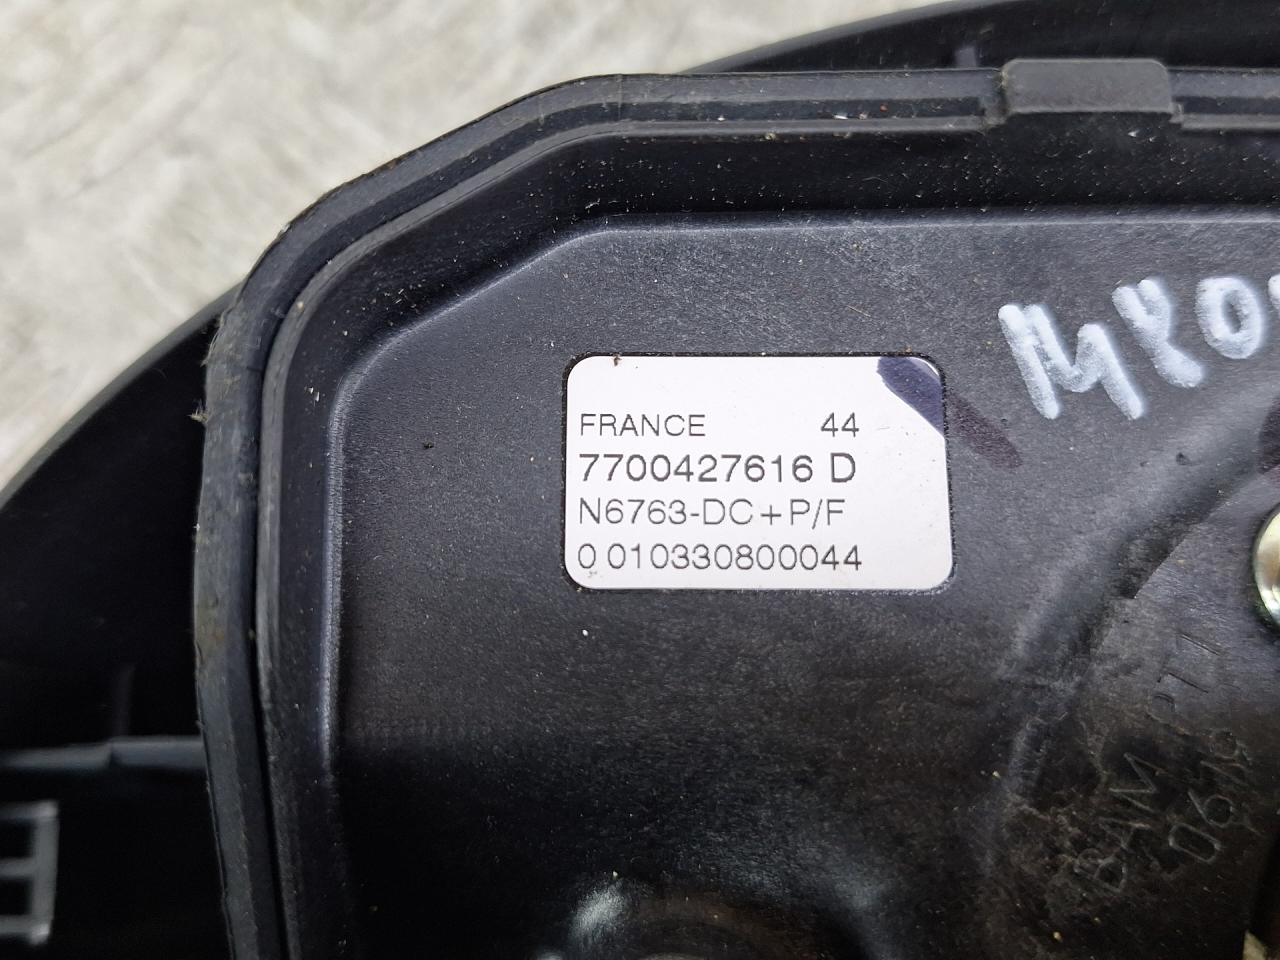 FRANCE 44
7700427616 D
N6763-DC+P/F
0 010330800044